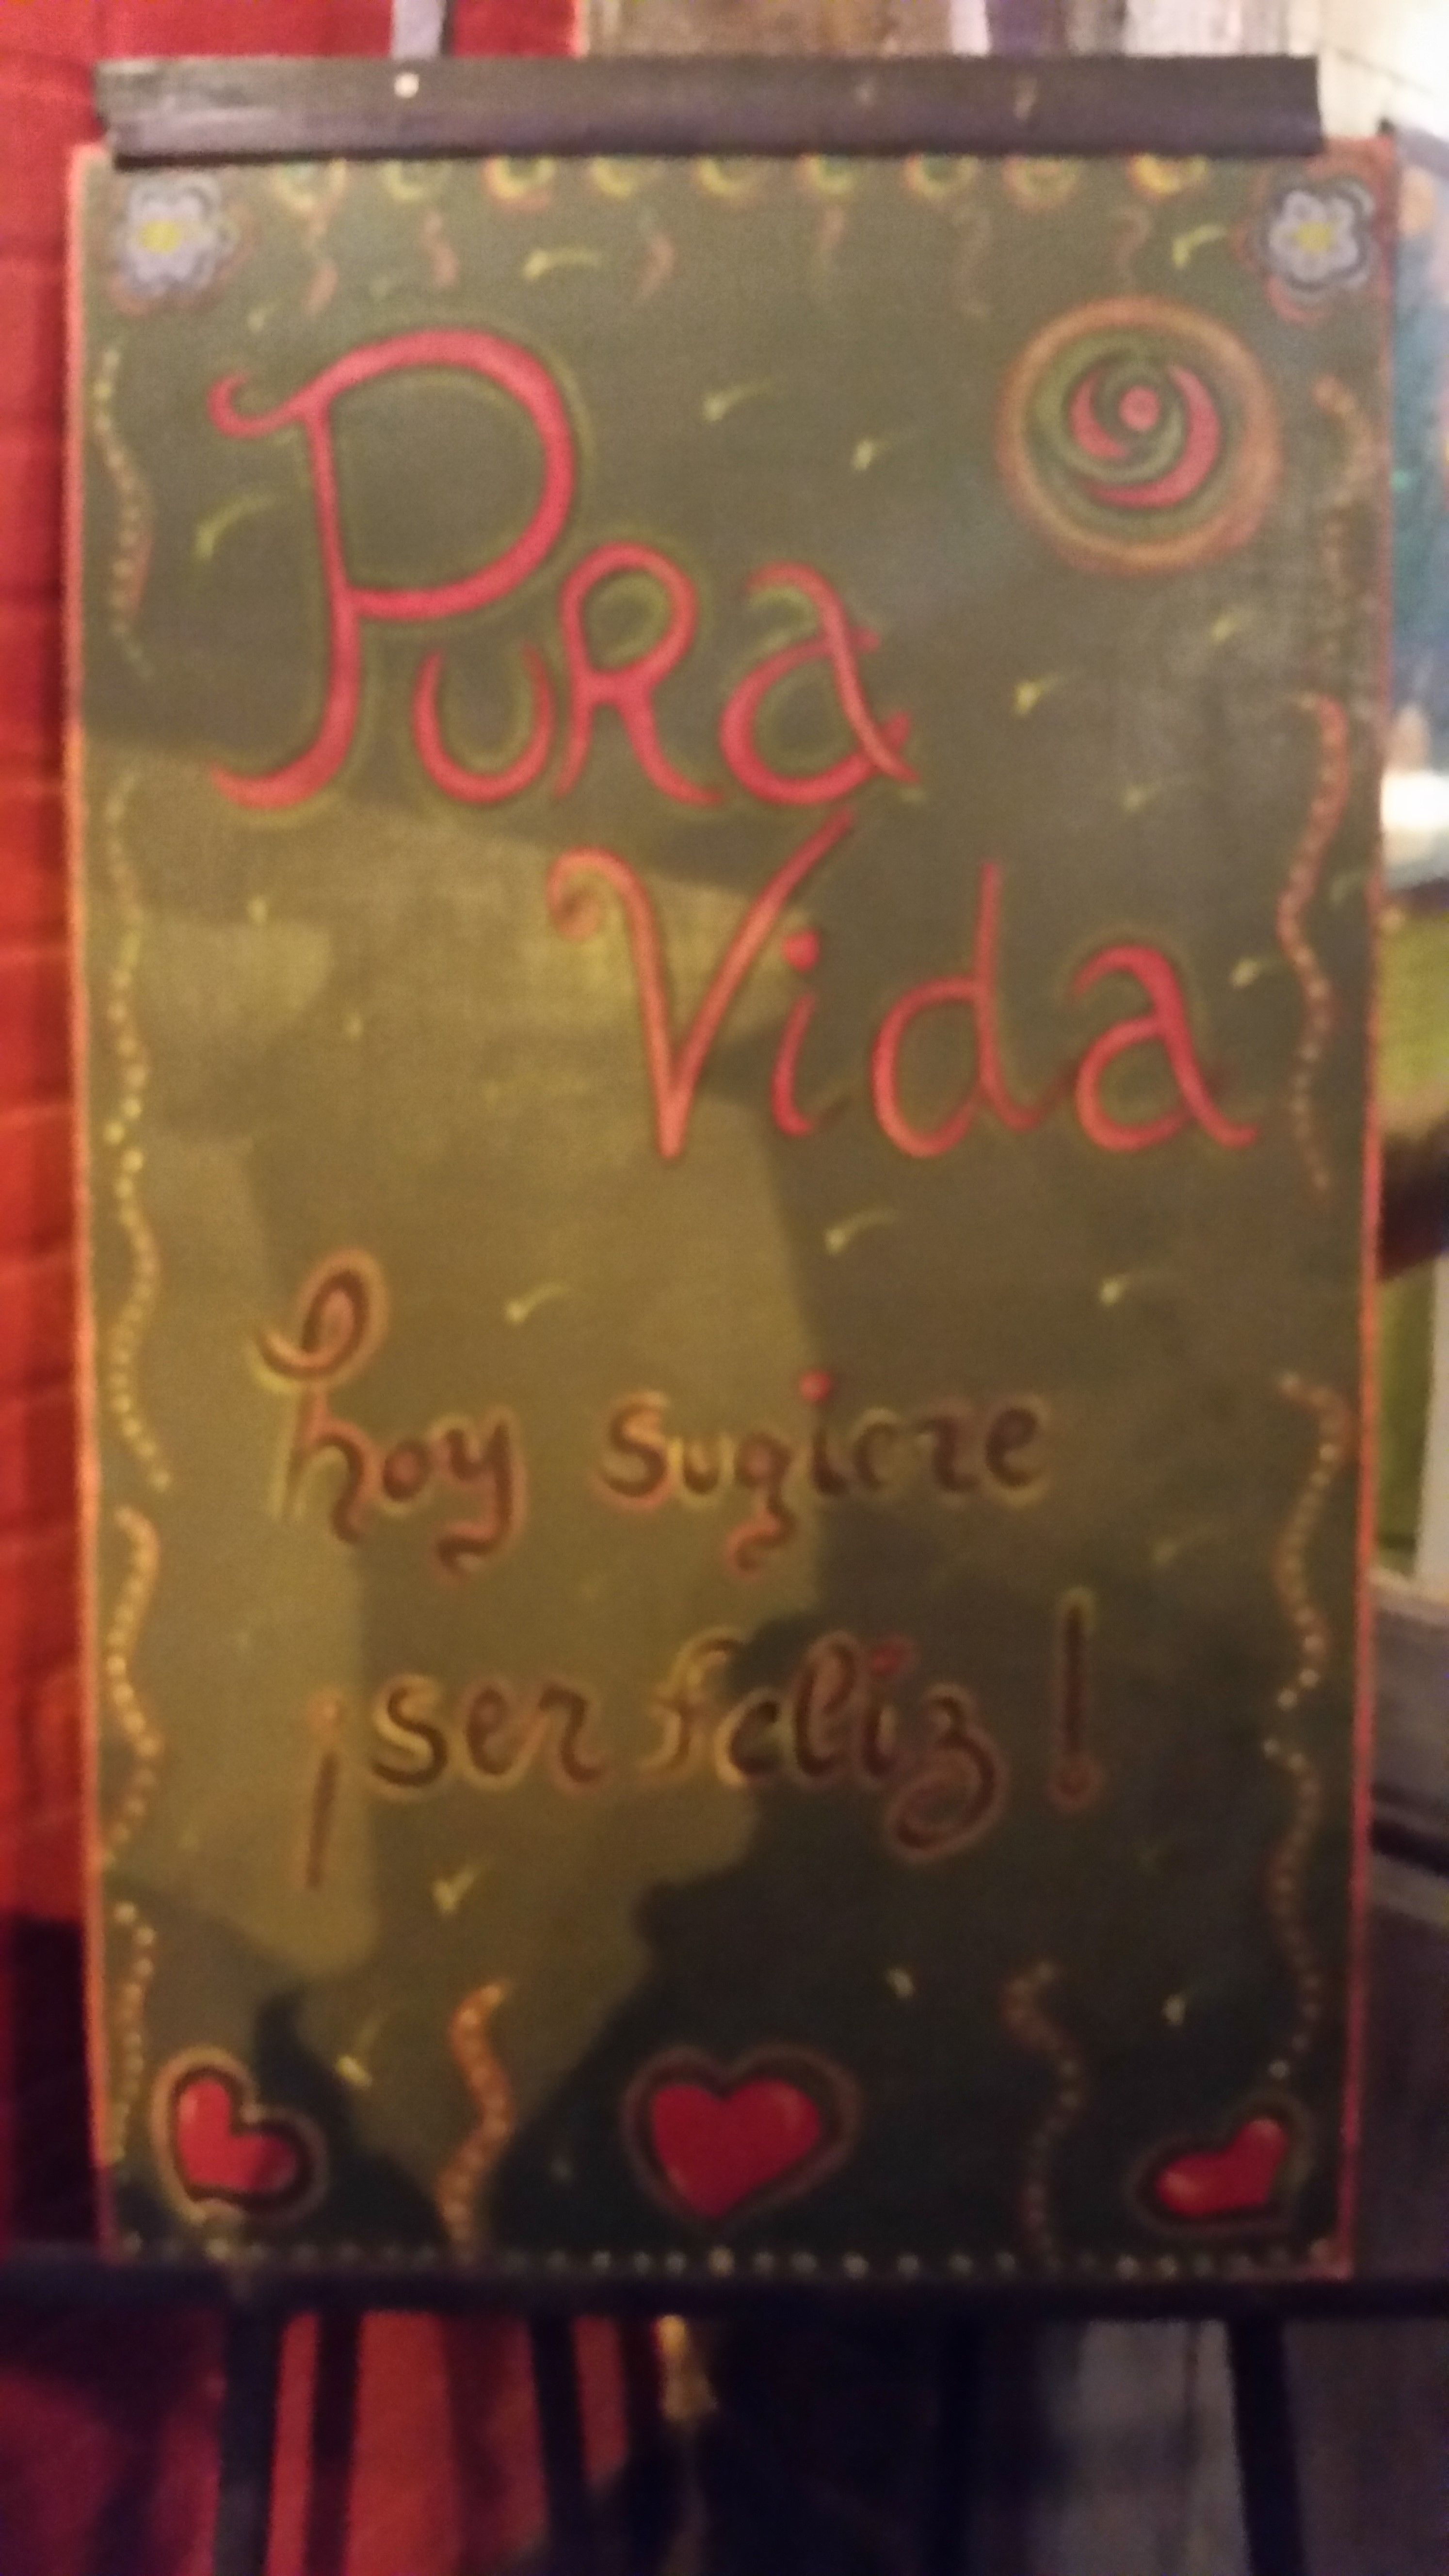 Pura
Vida
hoy sugiere
¡ser feliz!